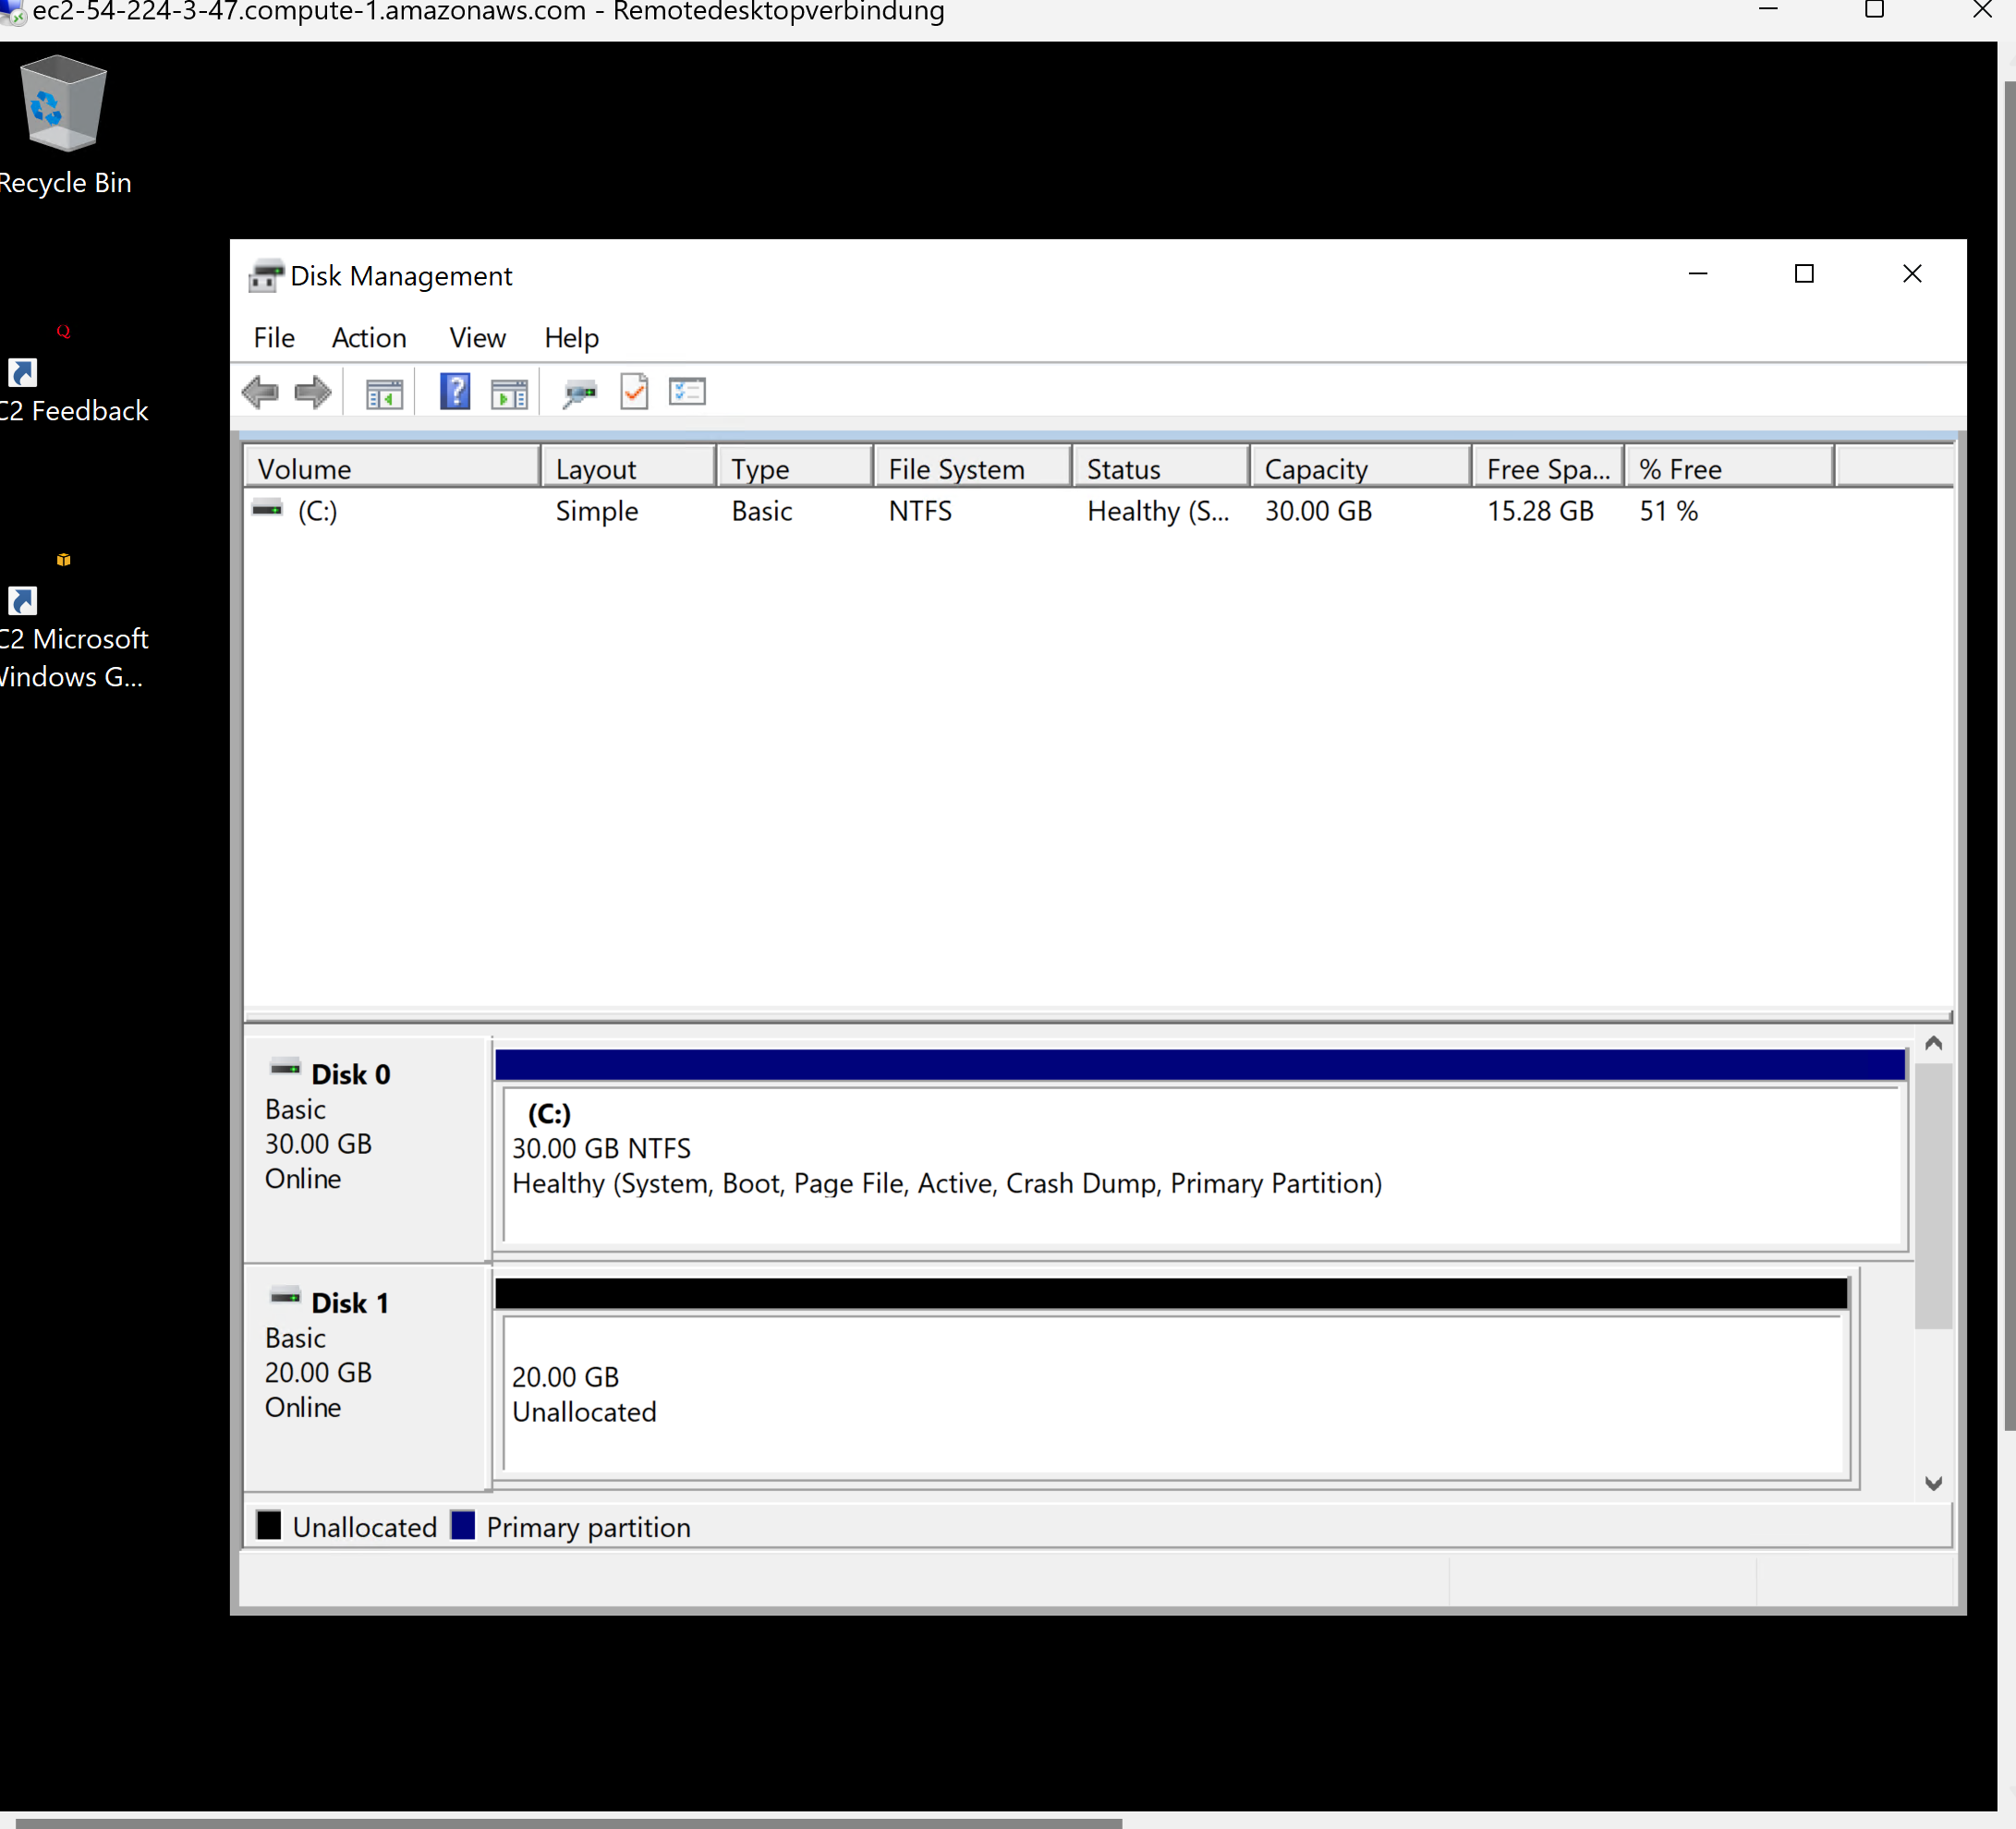 ec2-54-224-3-47.compute-1.amazonaws.com - Remotedesktopverbindung
Recycle Bin
C2 Feedback
C2 Microsoft
Windows G...
Disk Management
File Action View Help
Volume Layout Type File System Status Capacity Free Spa... % Free
(C:) Simple Basic NTFS Healthy (S... 30.00 GB 15.28 GB 51 %
Disk 0
Basic
30.00 GB
Online
(C:)
30.00 GB NTFS
Healthy (System, Boot, Page File, Active, Crash Dump, Primary Partition)
Disk 1
Basic
20.00 GB
Online
20.00 GB
Unallocated
Unallocated Primary partition